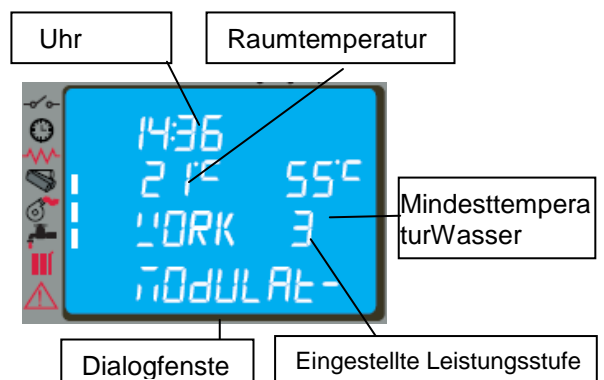 Uhr
Raumtemperatur
14:36
21°C 55°C
WORK 3
MODULAt-
Mindesttempera
turWasser
Dialogfenste
Eingestellte Leistungsstufe